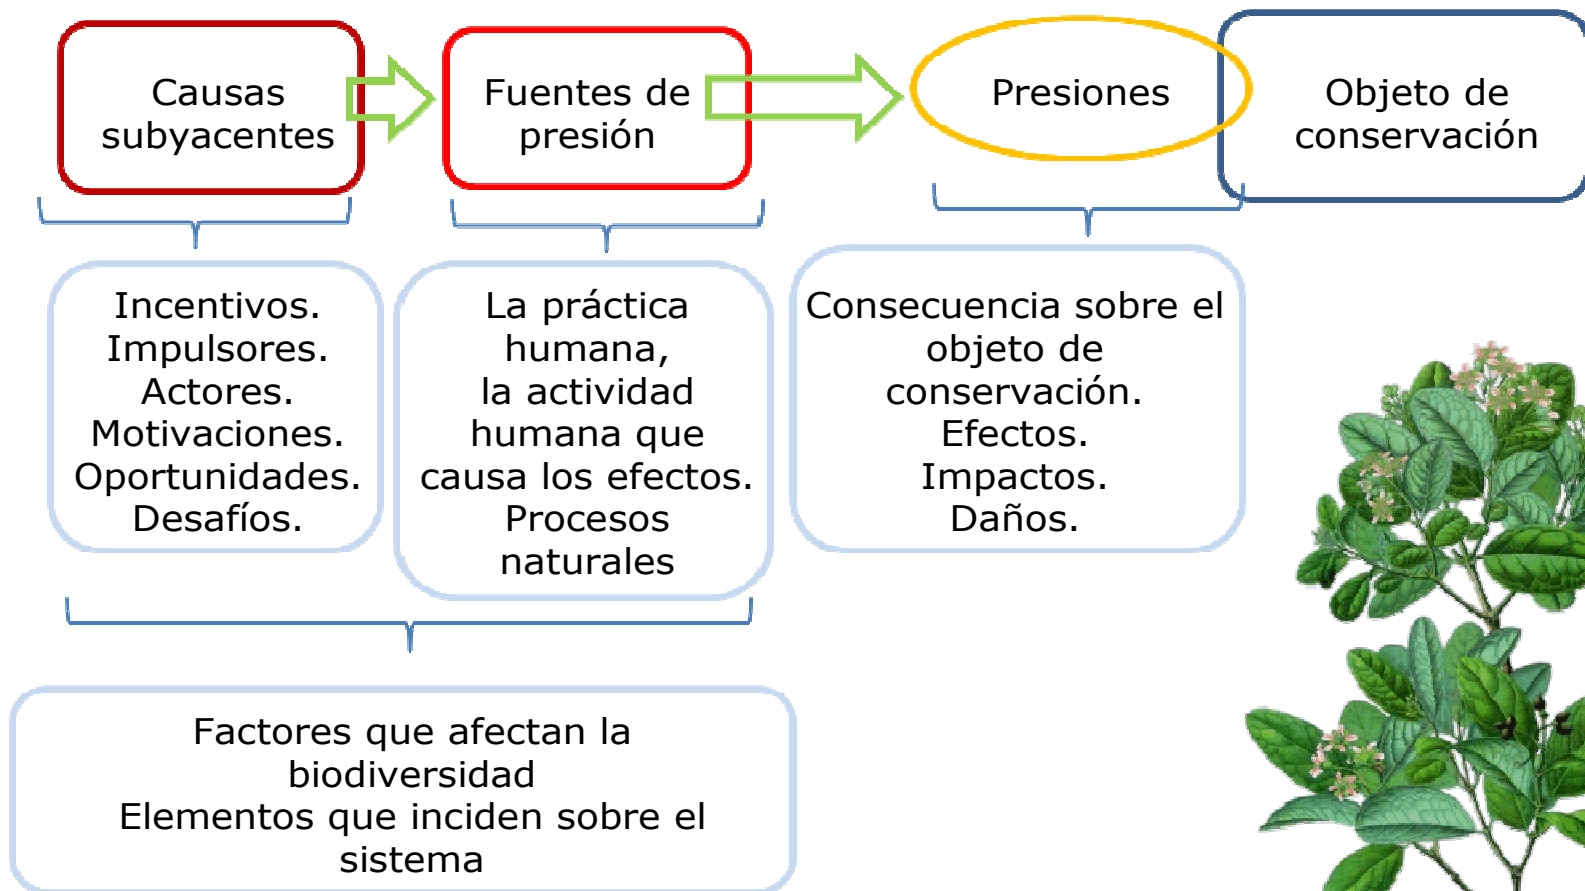 Causas
subyacentes
Fuentes de
presión
Presiones
Objeto de
conservación
Incentivos.
Impulsores.
Actores.
Motivaciones.
Oportunidades.
Desafíos.
La práctica
humana,
la actividad
humana que
causa los efectos.
Procesos
naturales
Consecuencia sobre el
objeto de
conservación.
Efectos.
Impactos.
Daños.
Factores que afectan la
biodiversidad
Elementos que inciden sobre el
sistema